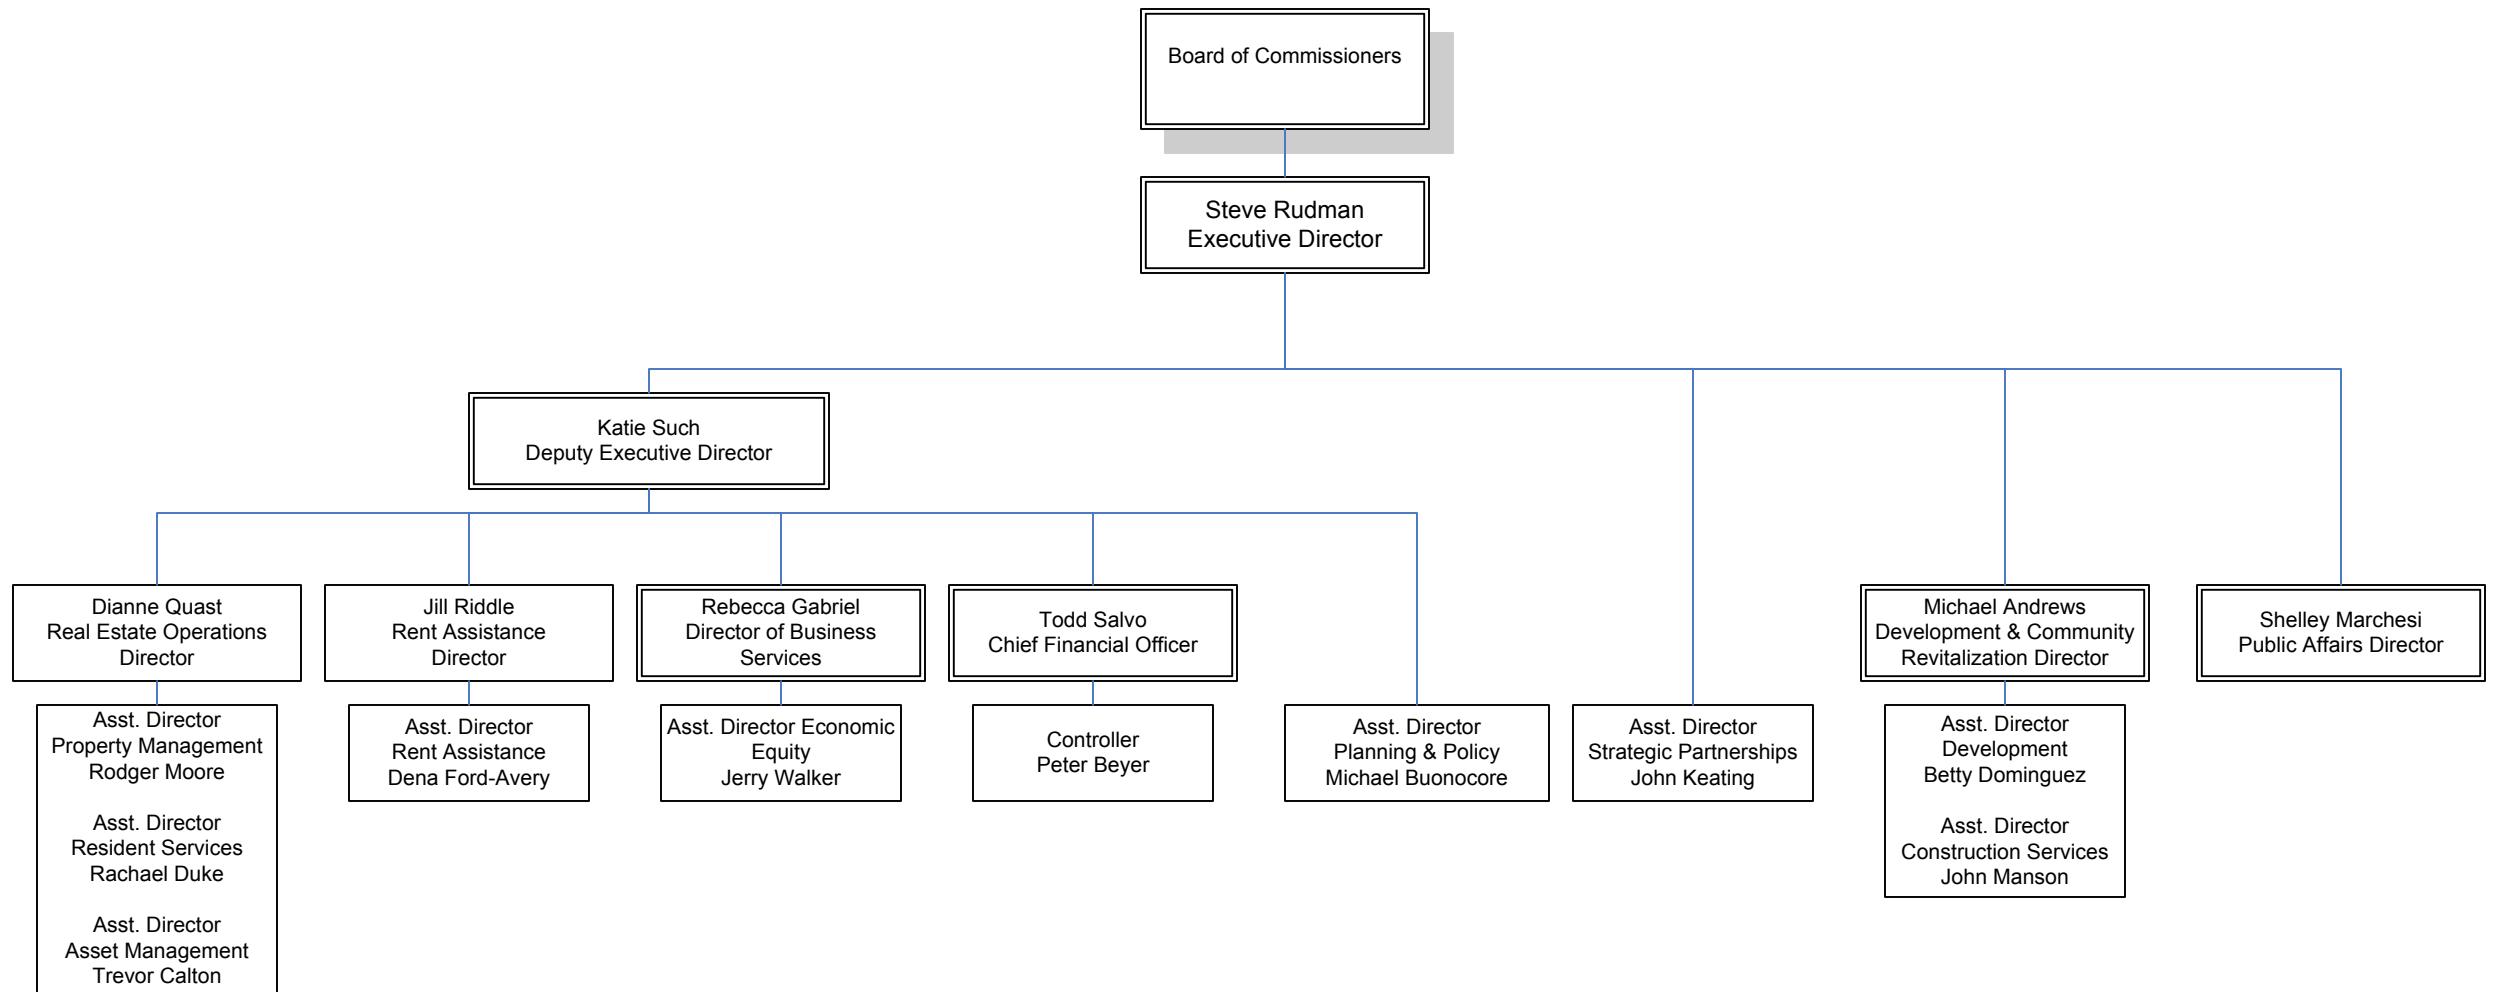 Board of Commissioners
Steve Rudman
Executive Director
Katie Such
Deputy Executive Director
Dianne Quast
Real Estate Operations
Director
Jill Riddle
Rent Assistance
Director
Rebecca Gabriel
Director of Business
Services
Todd Salvo
Chief Financial Officer
Michael Andrews
Development & Community
Revitalization Director
Shelley Marchesi
Public Affairs Director
Asst. Director
Property Management
Rodger Moore
Asst. Director
Resident Services
Rachael Duke
Asst. Director
Asset Management
Trevor Calton
Asst. Director
Rent Assistance
Dena Ford-Avery
Asst. Director Economic
Equity
Jerry Walker
Controller
Peter Beyer
Asst. Director
Planning & Policy
Michael Buonocore
Asst. Director
Strategic Partnerships
John Keating
Asst. Director
Development
Betty Dominguez
Asst. Director
Construction Services
John Manson